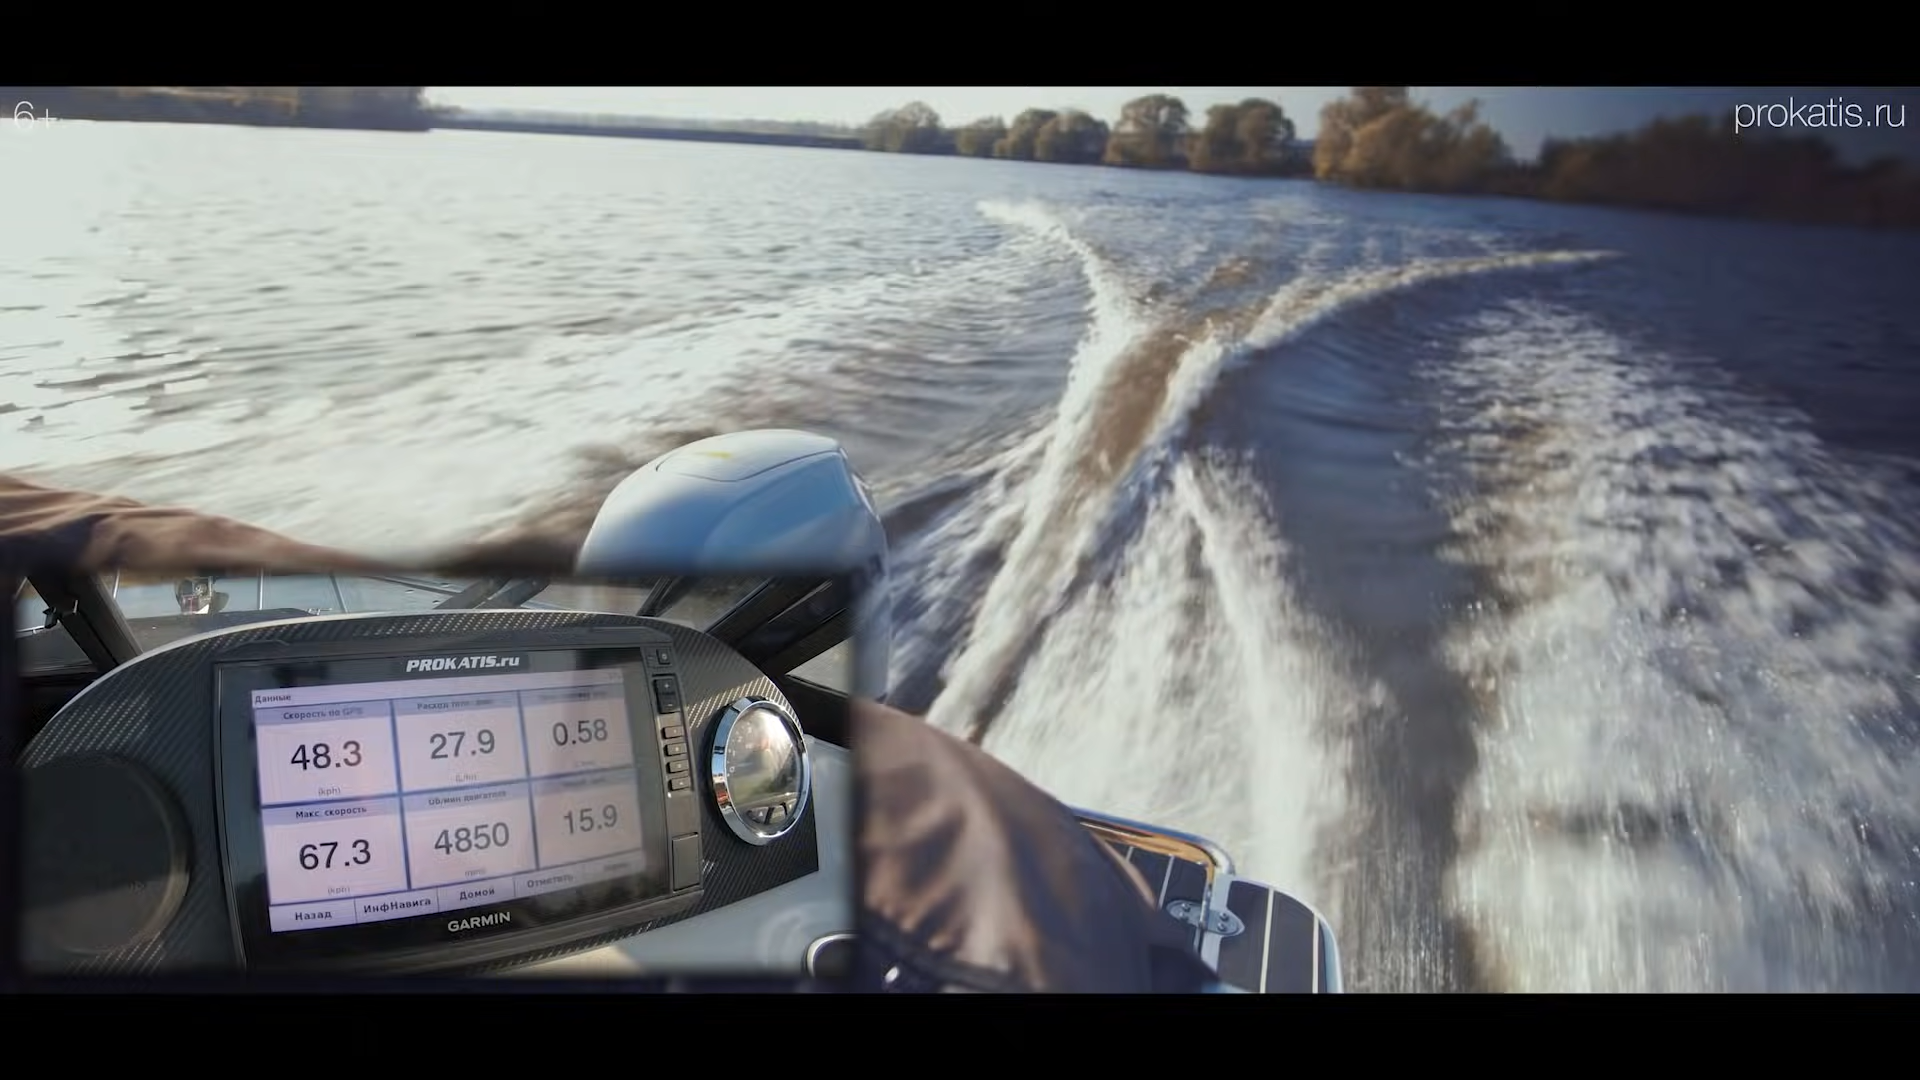 6+
prokatis.ru
PROKATIS.ru
Данные
Скорость по GPS
48.3
(kph)
27.9
0.58
Макс. скорость
67.3
(kph)
Об/мин двигателя
4850
(rpm)
15.9
Назад
ИнфНавига
Домой
Отметить
GARMIN